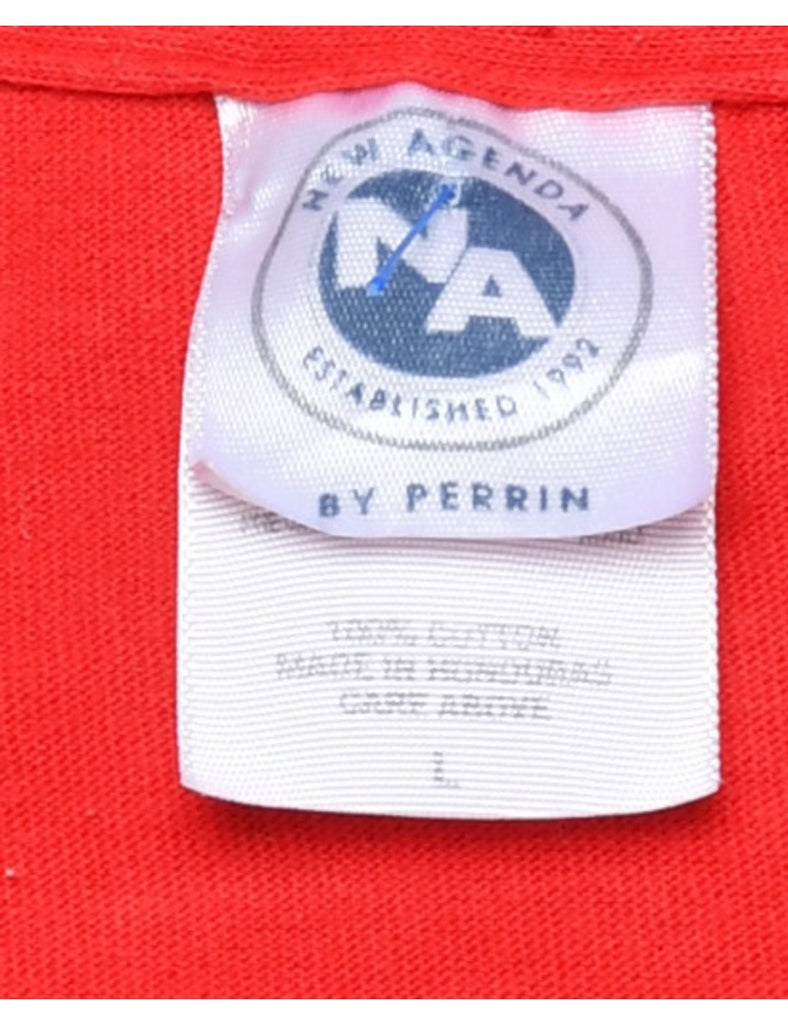 NEW AGENDA
NA
ESTABLISHED 1992
BY PERRIN
100% COTTON
MADE IN HONDURAS
CARE ABOVE
L